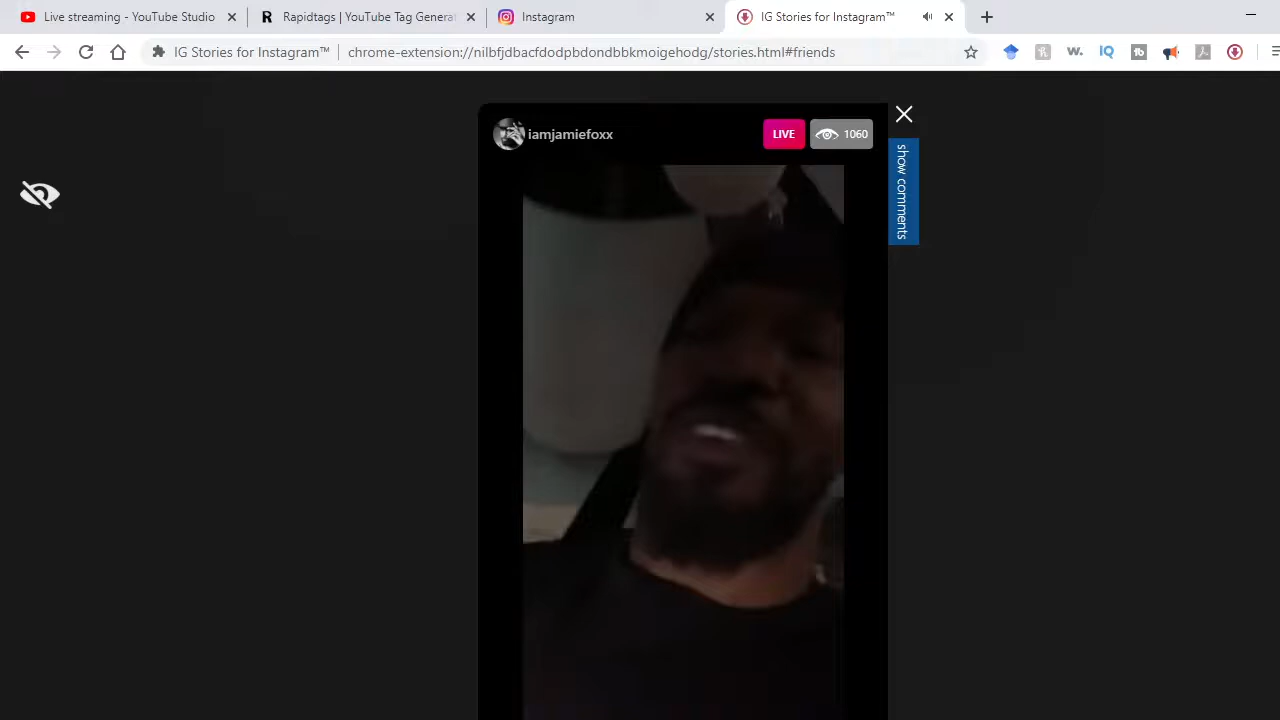 Live streaming - YouTube Studio
Rapidtags | YouTube Tag Genera
Instagram
IG Stories for Instagram™
IG Stories for Instagram™ | chrome-extension://nilbfjdbacfdodpbdondbbkmoigehodg/stories.html#friends
iamjamiefoxx
LIVE
1060
show comments